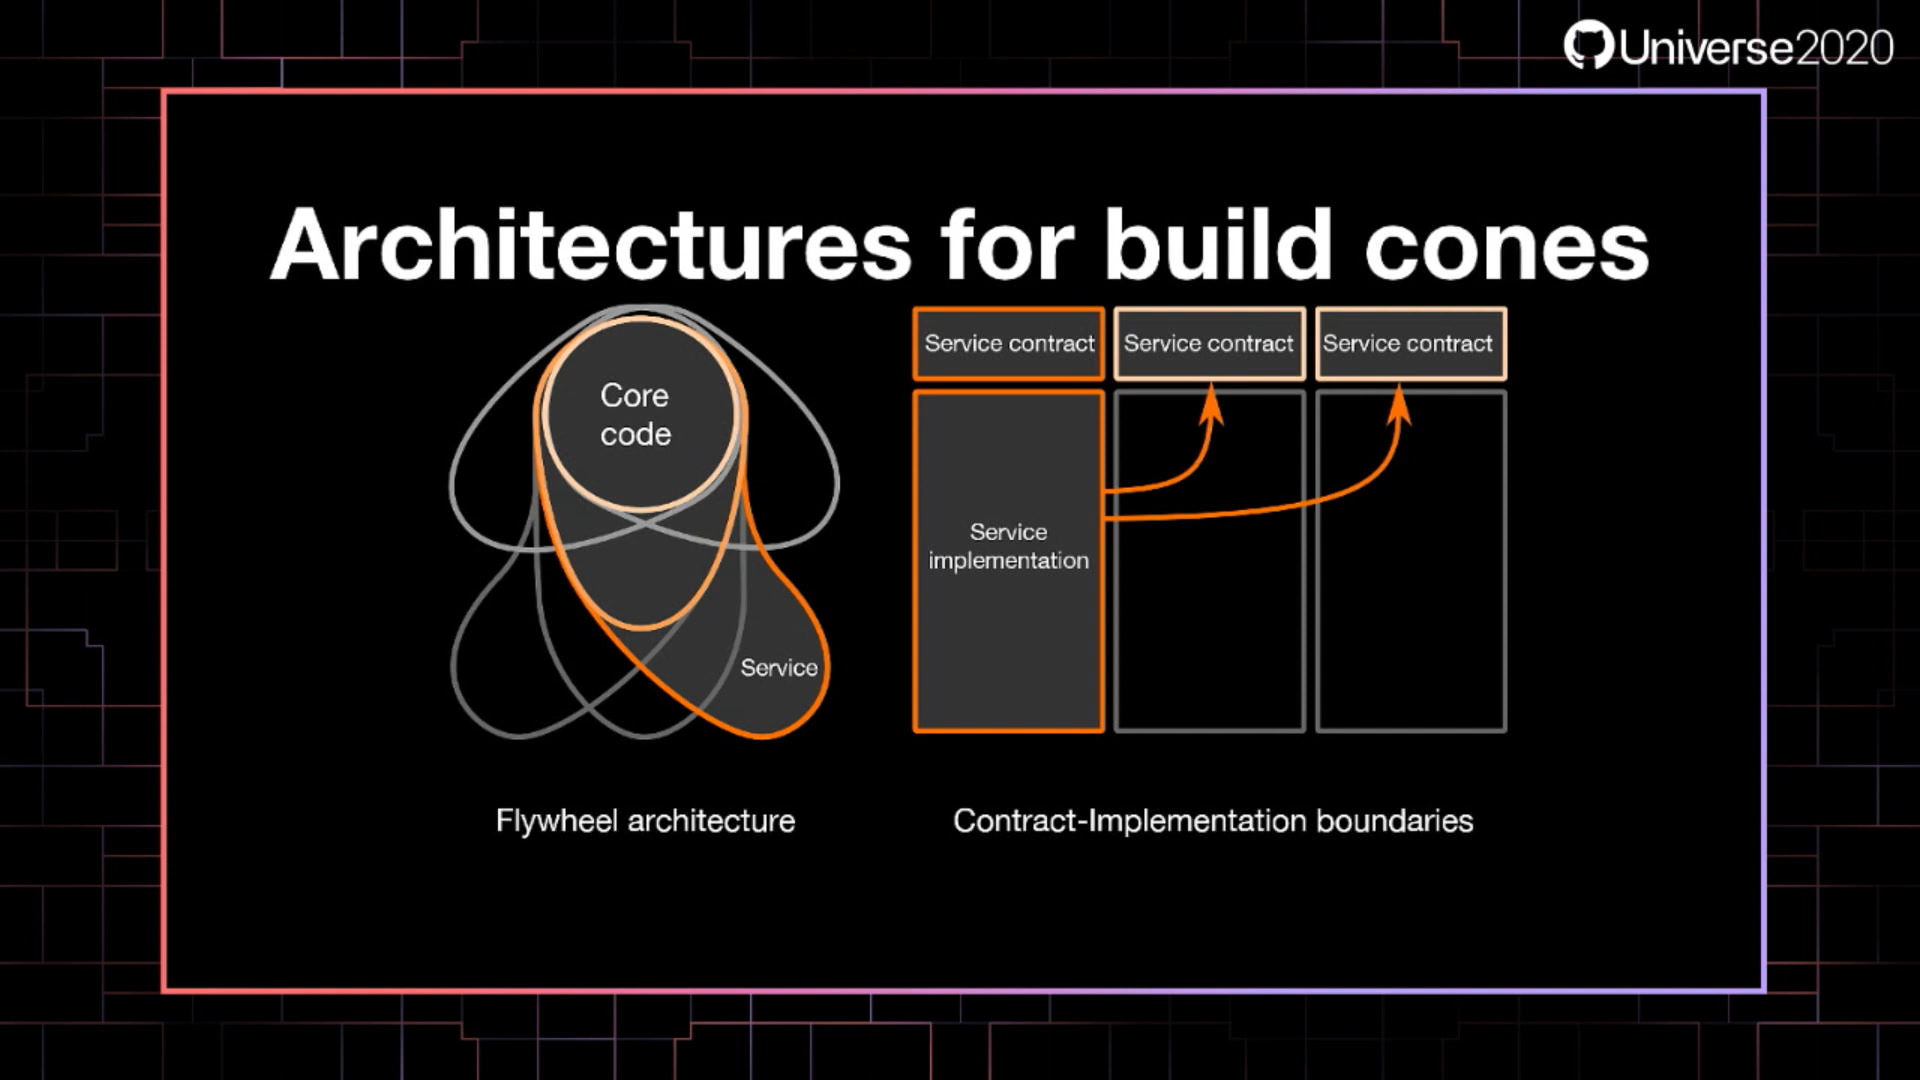 Universe2020
Architectures for build cones
Core
code
Service
Flywheel architecture
Service contract
Service contract
Service contract
Service
implementation
Contract-Implementation boundaries